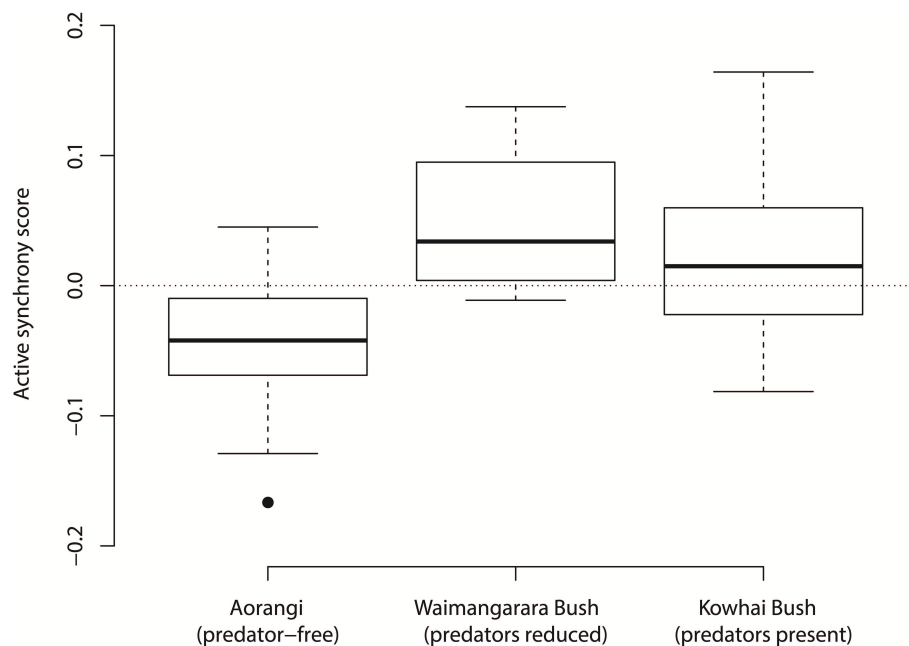 Active synchrony score
0.2
0.1
0.0
−0.1
−0.2
Aorangi
(predator−free)
Waimangarara Bush
(predators reduced)
Kowhai Bush
(predators present)